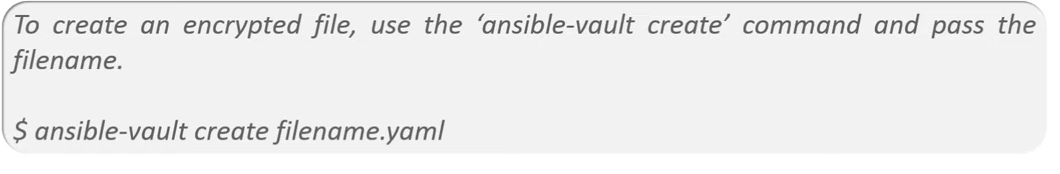 To create an encrypted file, use the ‘ansible-vault create’ command and pass the
filename.
$ ansible-vault create filename.yaml